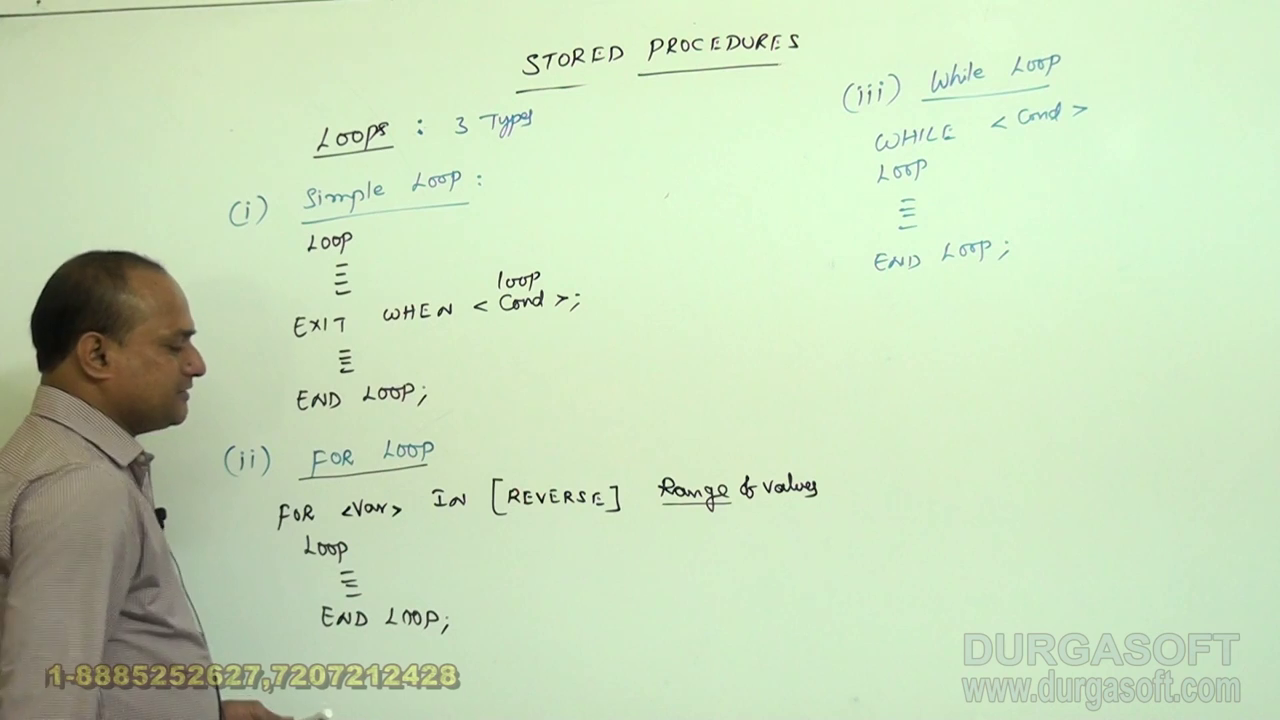 STORED PROCEDURES
LOOPS : 3 Types
(i) Simple Loop :
LOOP
EXIT WHEN < loop Cond > ;
END LOOP;
(ii) FOR LOOP
FOR <Var> IN [REVERSE] Range of values
LOOP
END LOOP;
(iii) While Loop
WHILE < Cond >
LOOP
END LOOP;
1-8885252627,7207212428
DURGASOFT
www.durgasoft.com